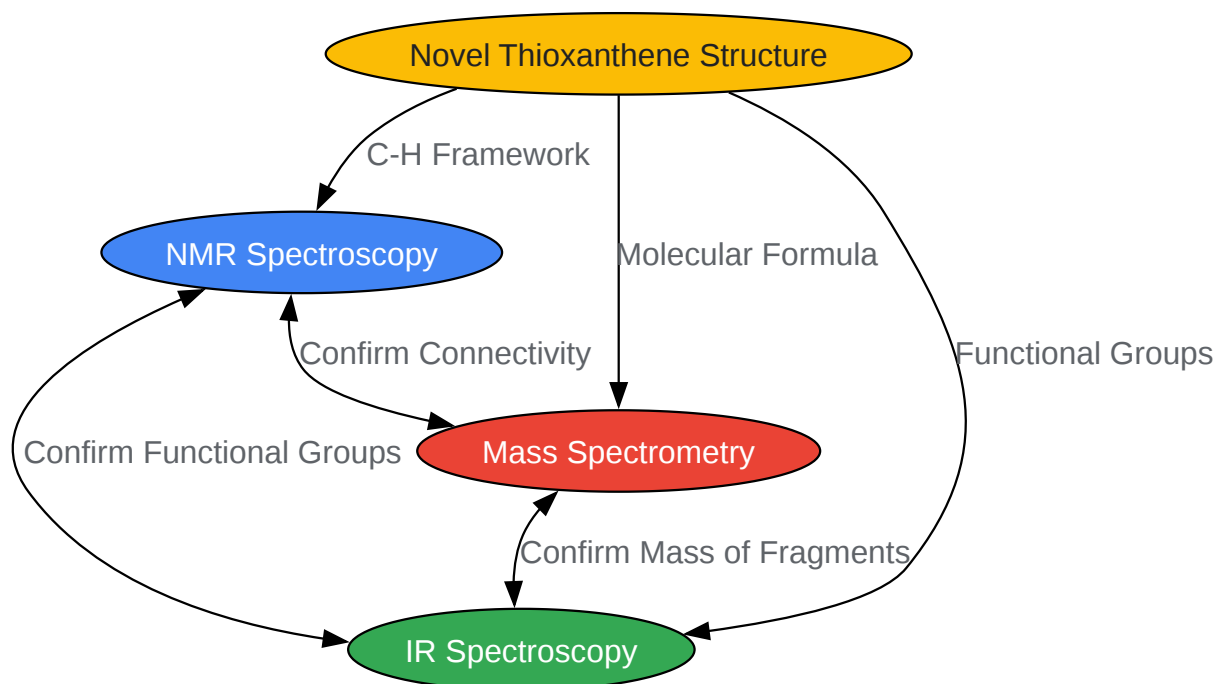 Novel Thioxanthene Structure
C-H Framework
NMR Spectroscopy
Molecular Formula
Confirm Connectivity
Functional Groups
Confirm Functional Groups
Mass Spectrometry
Confirm Mass of Fragments
IR Spectroscopy